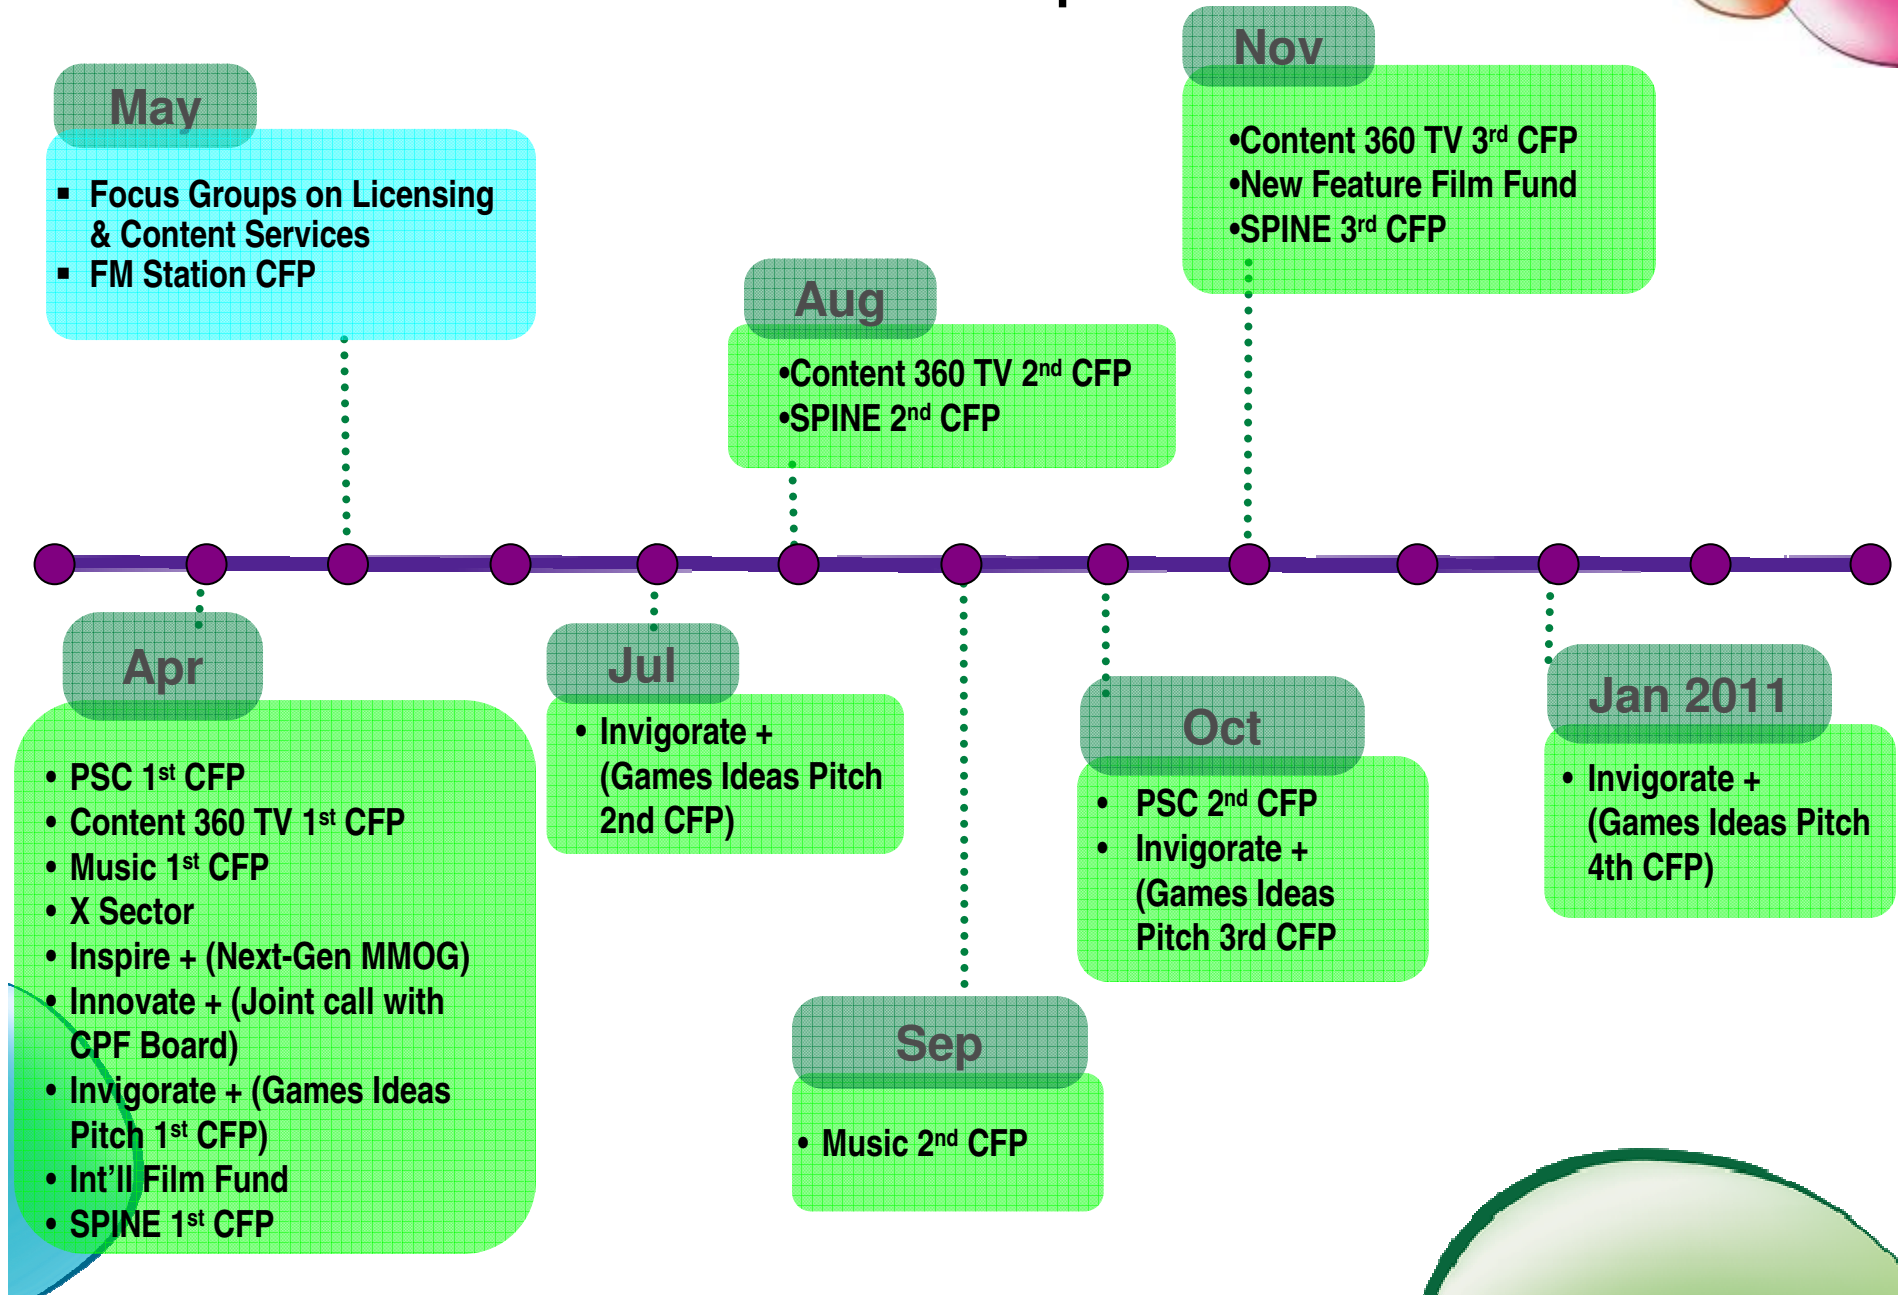 May
▪ Focus Groups on Licensing
& Content Services
▪ FM Station CFP
Aug
•Content 360 TV 2nd CFP
•SPINE 2nd CFP
Nov
•Content 360 TV 3rd CFP
•New Feature Film Fund
•SPINE 3rd CFP
Apr
• PSC 1st CFP
• Content 360 TV 1st CFP
• Music 1st CFP
• X Sector
• Inspire + (Next-Gen MMOG)
• Innovate + (Joint call with
CPF Board)
• Invigorate + (Games Ideas
Pitch 1st CFP)
• Int'll Film Fund
• SPINE 1st CFP
Jul
• Invigorate +
(Games Ideas Pitch
2nd CFP)
Sep
• Music 2nd CFP
Oct
• PSC 2nd CFP
• Invigorate +
(Games Ideas
Pitch 3rd CFP
Jan 2011
• Invigorate +
(Games Ideas Pitch
4th CFP)